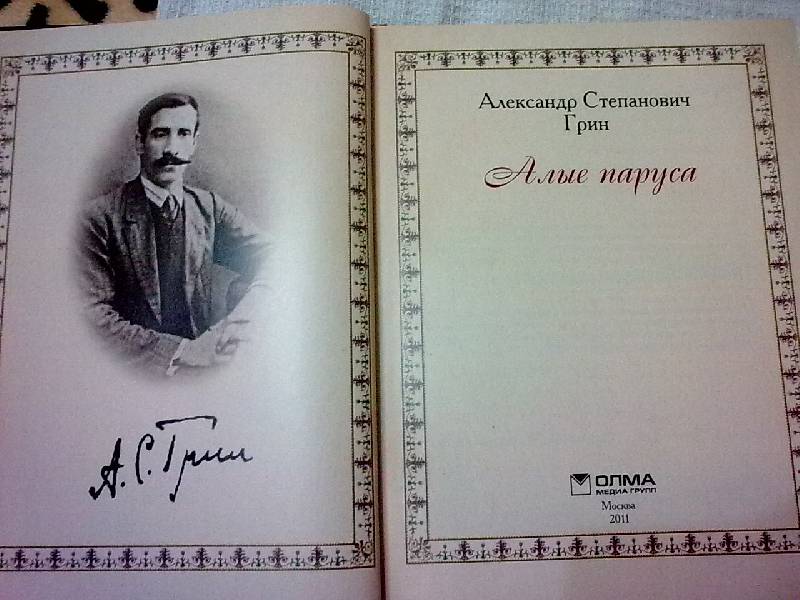 А.С. Грин
Александр Степанович
Грин
Алые паруса
ОЛМА
МЕДИА ГРУПП
Москва
2011